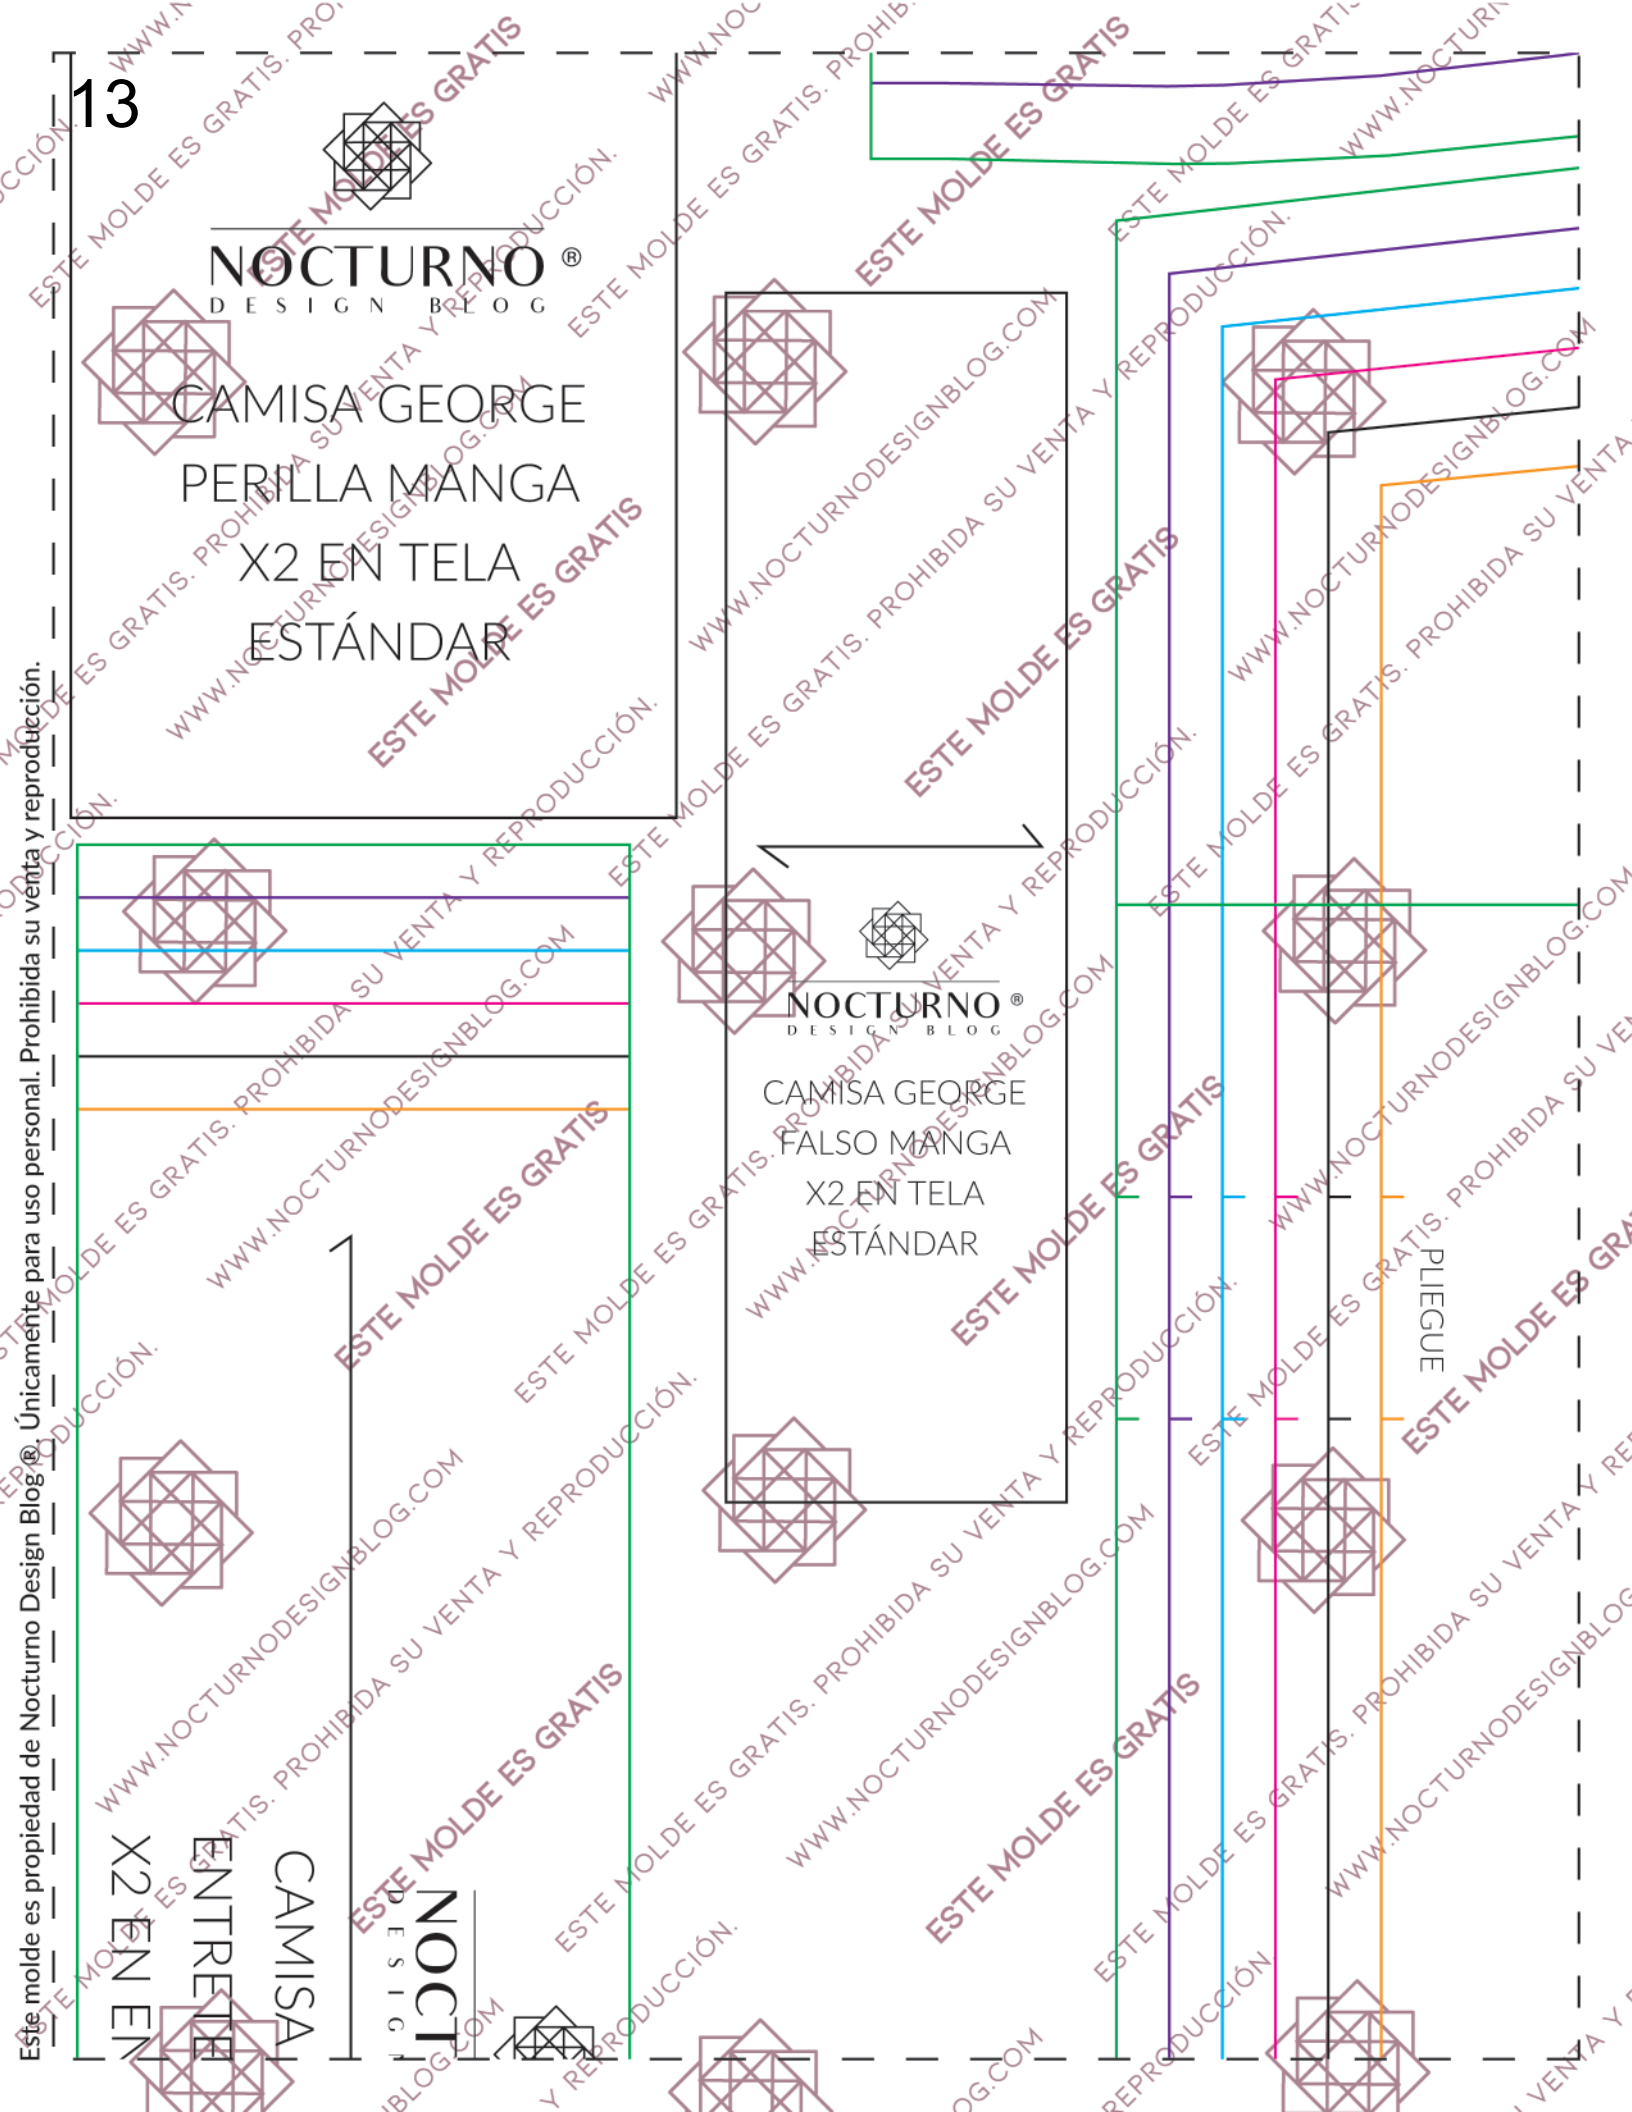 13
NOCTURNO ®
DESIGN BLOG
CAMISA GEORGE
PERILLA MANGA
X2 EN TELA
ESTÁNDAR
NOCTURNO ®
DESIGN BLOG
CAMISA GEORGE
FALSO MANGA
X2 EN TELA
ESTÁNDAR
PLIEGUE
NOCT
DESIG
CAMISA
ENTRETE
X2 EN EN
Este molde es propiedad de Nocturno Design Blog ®. Únicamente para uso personal. Prohibida su venta y reproducción.
ESTE MOLDE ES GRATIS
ESTE MOLDE ES GRATIS. PROHIBIDA SU VENTA Y REPRODUCCIÓN.
WWW.NOCTURNODESIGNBLOG.COM